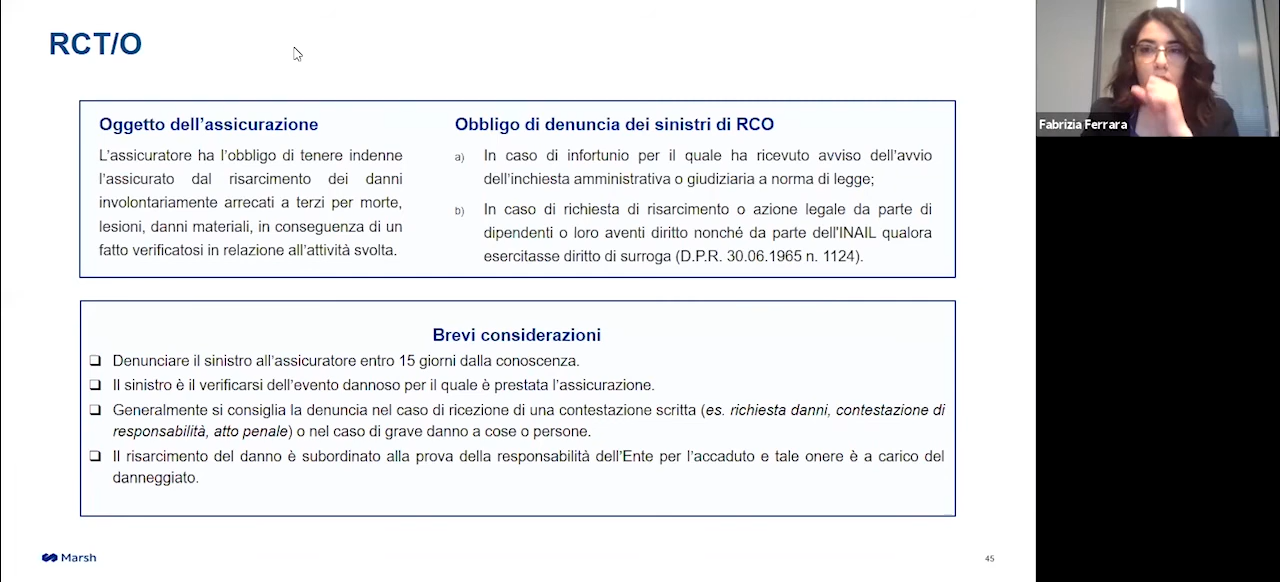 RCT/O
Oggetto dell'assicurazione
L'assicuratore ha l'obbligo di tenere indenne
l'assicurato dal risarcimento dei danni
involontariamente arrecati a terzi per morte,
lesioni, danni materiali, in conseguenza di un
fatto verificatosi in relazione all'attività svolta.
Obbligo di denuncia dei sinistri di RCO
a) In caso di infortunio per il quale ha ricevuto avviso dell'avvio
dell'inchiesta amministrativa o giudiziaria a norma di legge;
b) In caso di richiesta di risarcimento o azione legale da parte di
dipendenti o loro aventi diritto nonché da parte dell'INAIL qualora
esercitasse diritto di surroga (D.P.R. 30.06.1965 n. 1124).
Brevi considerazioni
Denunciare il sinistro all'assicuratore entro 15 giorni dalla conoscenza.
Il sinistro è il verificarsi dell'evento dannoso per il quale è prestata l'assicurazione.
Generalmente si consiglia la denuncia nel caso di ricezione di una contestazione scritta (es. richiesta danni, contestazione di
responsabilità, atto penale) o nel caso di grave danno a cose o persone.
Il risarcimento del danno è subordinato alla prova della responsabilità dell'Ente per l'accaduto e tale onere è a carico del
danneggiato.
Marsh
45
Fabrizia Ferrara